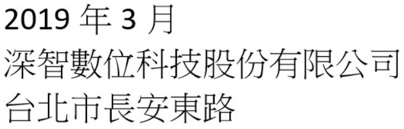 2019 年 3 月
深智數位科技股份有限公司
台北市長安東路